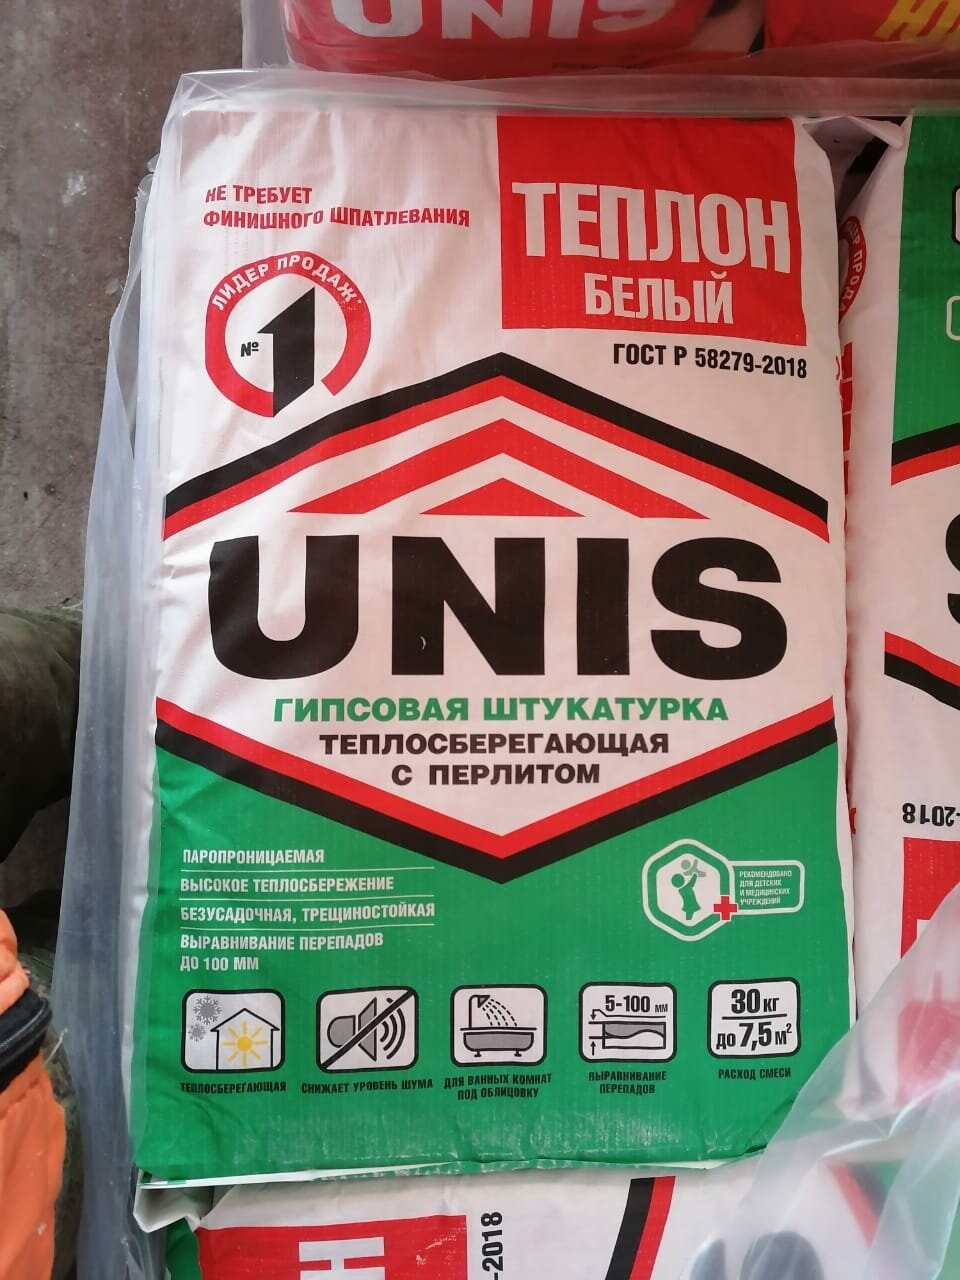 UNIS
НЕ ТРЕБУЕТ
ФИНИШНОГО ШПАТЛЕВАНИЯ
ЛИДЕР ПРОДАЖ
№1
ТЕПЛОН
БЕЛЫЙ
ГОСТ Р 58279-2018
UNIS
ГИПСОВАЯ ШТУКАТУРКА
ТЕПЛОСБЕРЕГАЮЩАЯ
С ПЕРЛИТОМ
ПАРОПРОНИЦАЕМАЯ
ВЫСОКОЕ ТЕПЛОСБЕРЕЖЕНИЕ
БЕЗУСАДОЧНАЯ, ТРЕЩИНОСТОЙКАЯ
ВЫРАВНИВАНИЕ ПЕРЕПАДОВ
ДО 100 ММ
РЕКОМЕНДОВАНО
ДЛЯ ДЕТСКИХ
И МЕДИЦИНСКИХ
УЧРЕЖДЕНИЙ
5-100 мм
30 кг
до 7,5 м²
ТЕПЛОСБЕРЕГАЮЩАЯ
СНИЖАЕТ УРОВЕНЬ ШУМА
ДЛЯ ВАННЫХ КОМНАТ
ПОД ОБЛИЦОВКУ
ВЫРАВНИВАНИЕ
ПЕРЕПАДОВ
РАСХОД СМЕСИ
-2018
Н
-2018